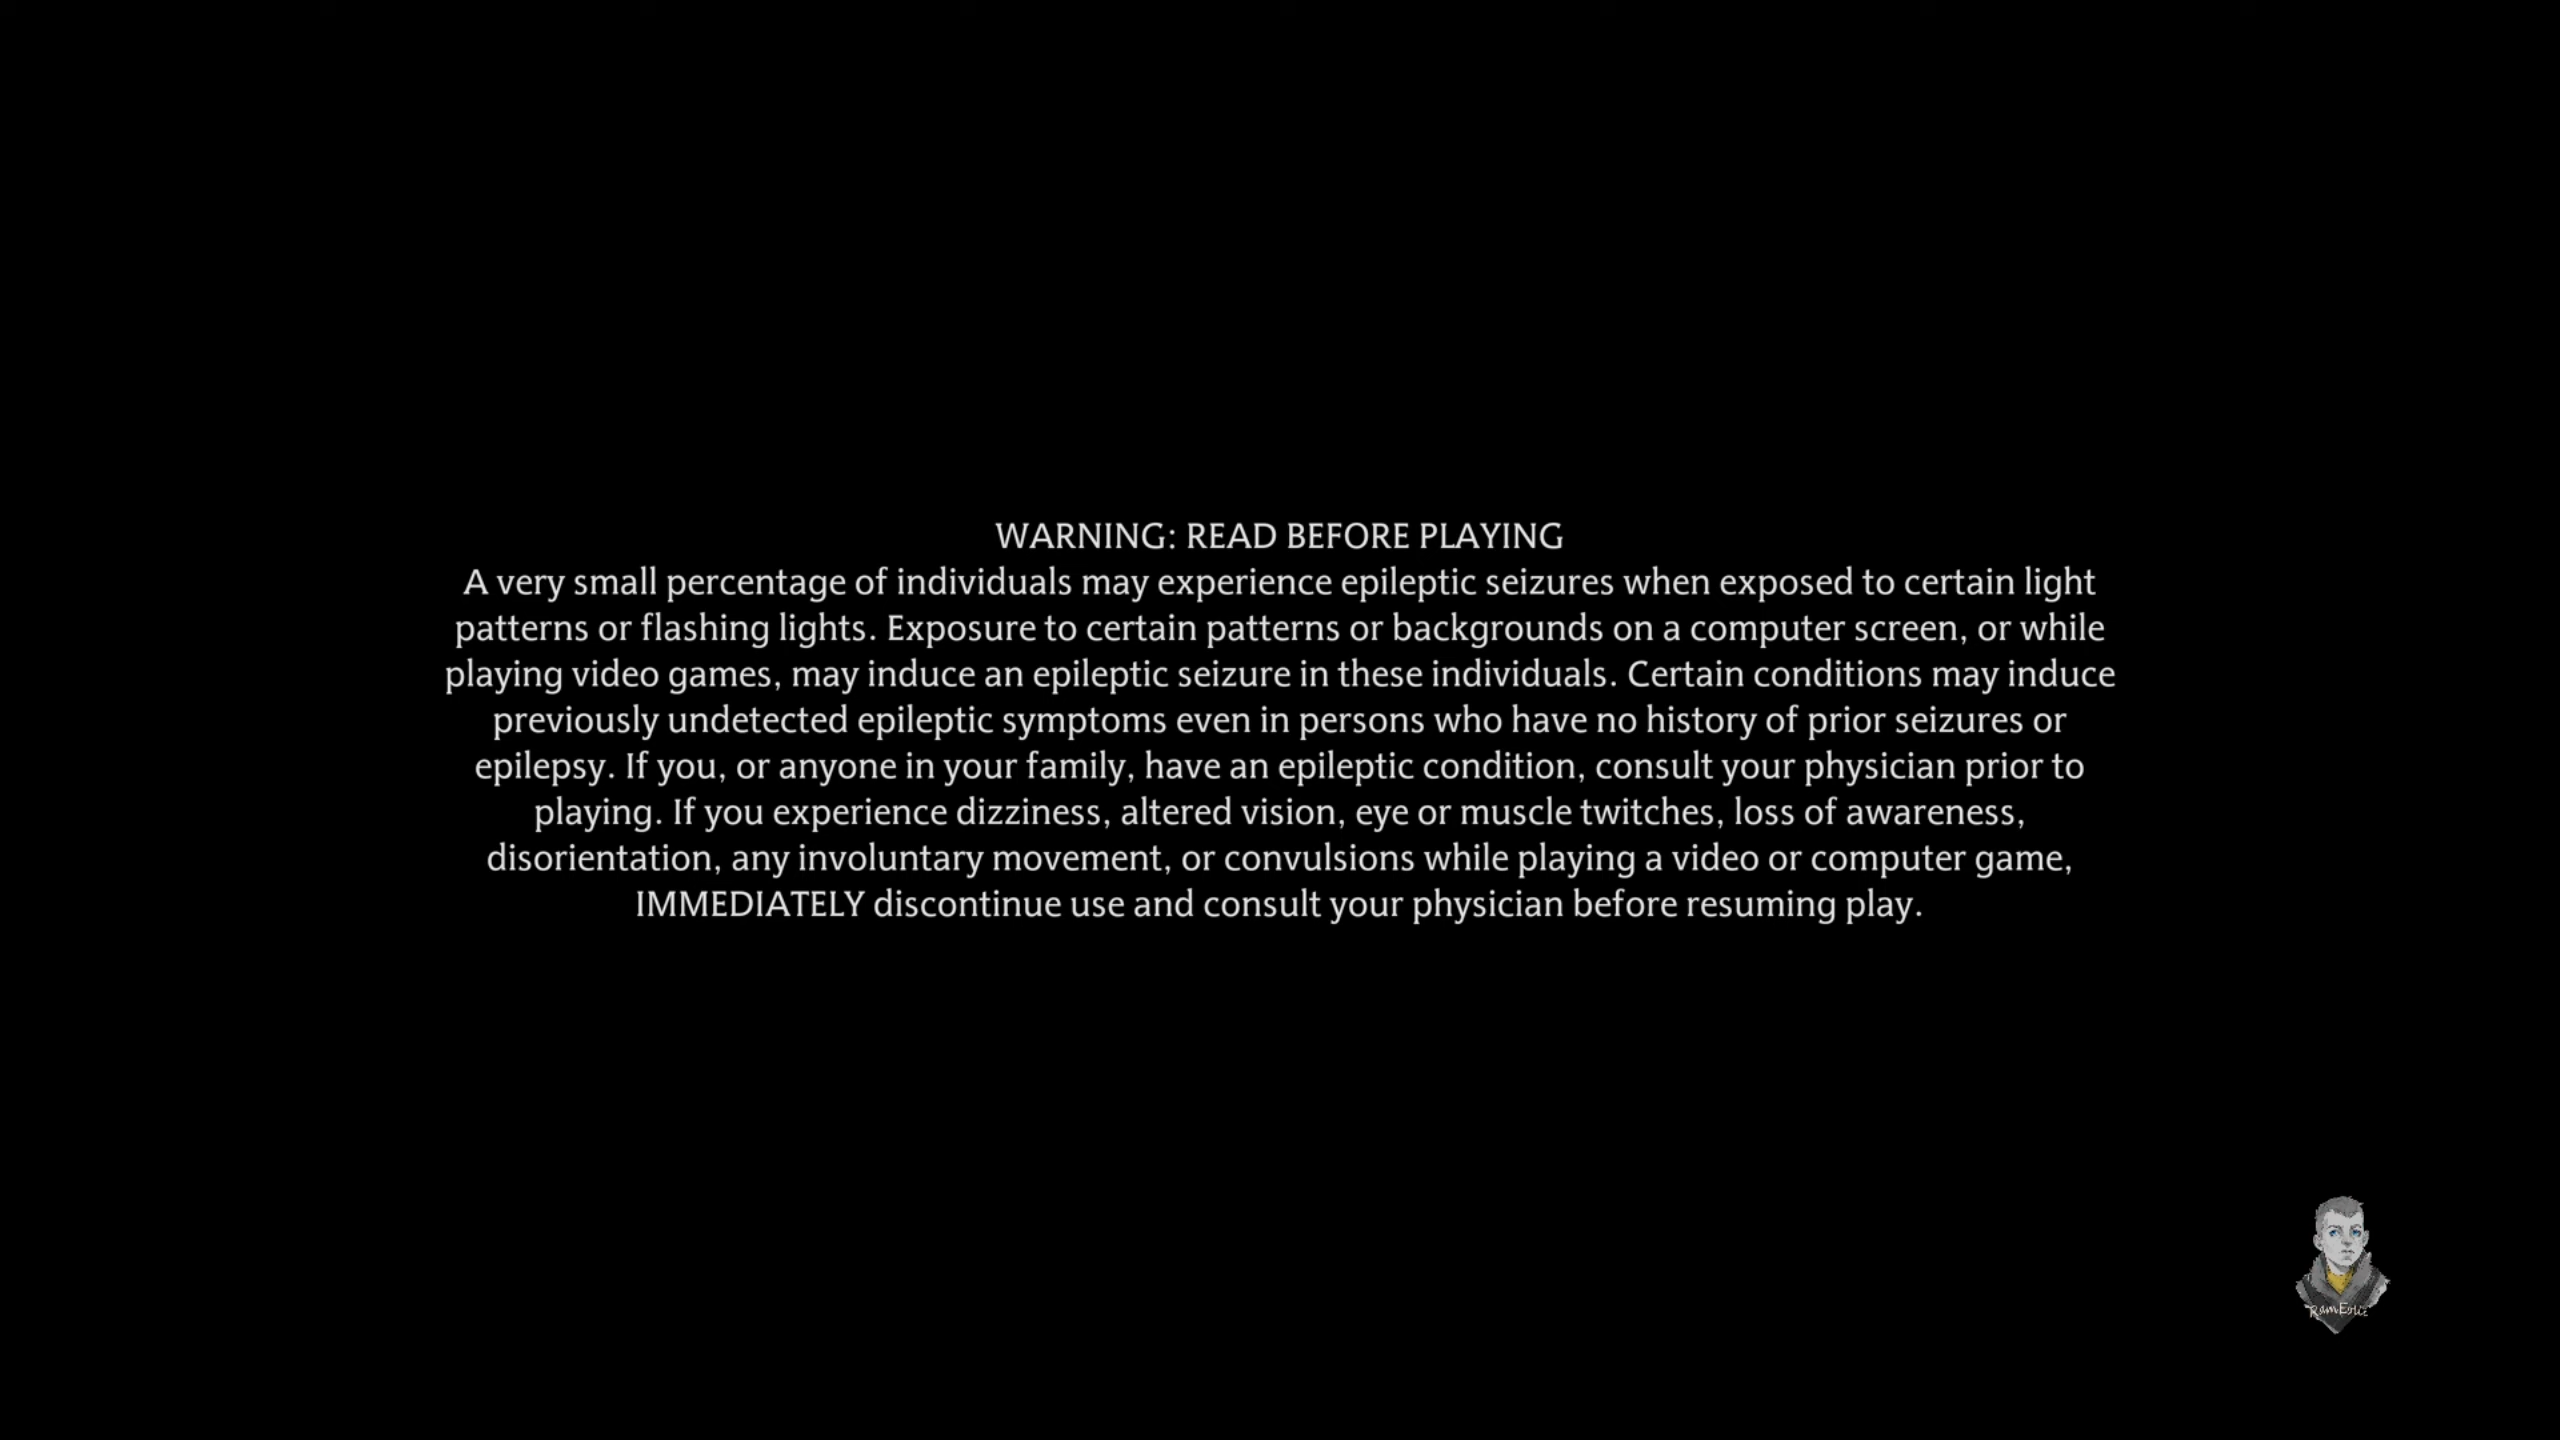 WARNING: READ BEFORE PLAYING
A very small percentage of individuals may experience epileptic seizures when exposed to certain light
patterns or flashing lights. Exposure to certain patterns or backgrounds on a computer screen, or while
playing video games, may induce an epileptic seizure in these individuals. Certain conditions may induce
previously undetected epileptic symptoms even in persons who have no history of prior seizures or
epilepsy. If you, or anyone in your family, have an epileptic condition, consult your physician prior to
playing. If you experience dizziness, altered vision, eye or muscle twitches, loss of awareness,
disorientation, any involuntary movement, or convulsions while playing a video or computer game,
IMMEDIATELY discontinue use and consult your physician before resuming play.